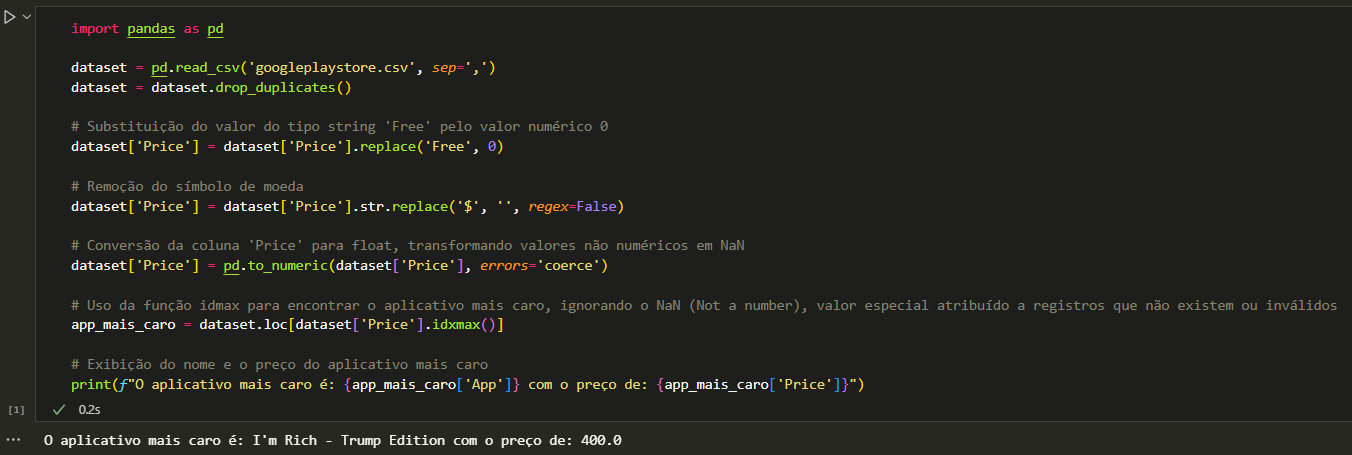 import pandas as pd
dataset = pd.read_csv('googleplaystore.csv', sep=',')
dataset = dataset.drop_duplicates()
# Substituição do valor do tipo string 'Free' pelo valor numérico 0
dataset['Price'] = dataset['Price'].replace('Free', 0)
# Remoção do símbolo de moeda
dataset['Price'] = dataset['Price'].str.replace('$', '', regex=False)
# Conversão da coluna 'Price' para float, transformando valores não numéricos em NaN
dataset['Price'] = pd.to_numeric(dataset['Price'], errors='coerce')
# Uso da função idmax para encontrar o aplicativo mais caro, ignorando o NaN (Not a number), valor especial atribuído a registros que não existem ou inválidos
app_mais_caro = dataset.loc[dataset['Price'].idxmax()]
# Exibição do nome e o preço do aplicativo mais caro
print(f"O aplicativo mais caro é: {app_mais_caro['App']} com o preço de: {app_mais_caro['Price']}")
[1] 0.2s
... O aplicativo mais caro é: I'm Rich - Trump Edition com o preço de: 400.0